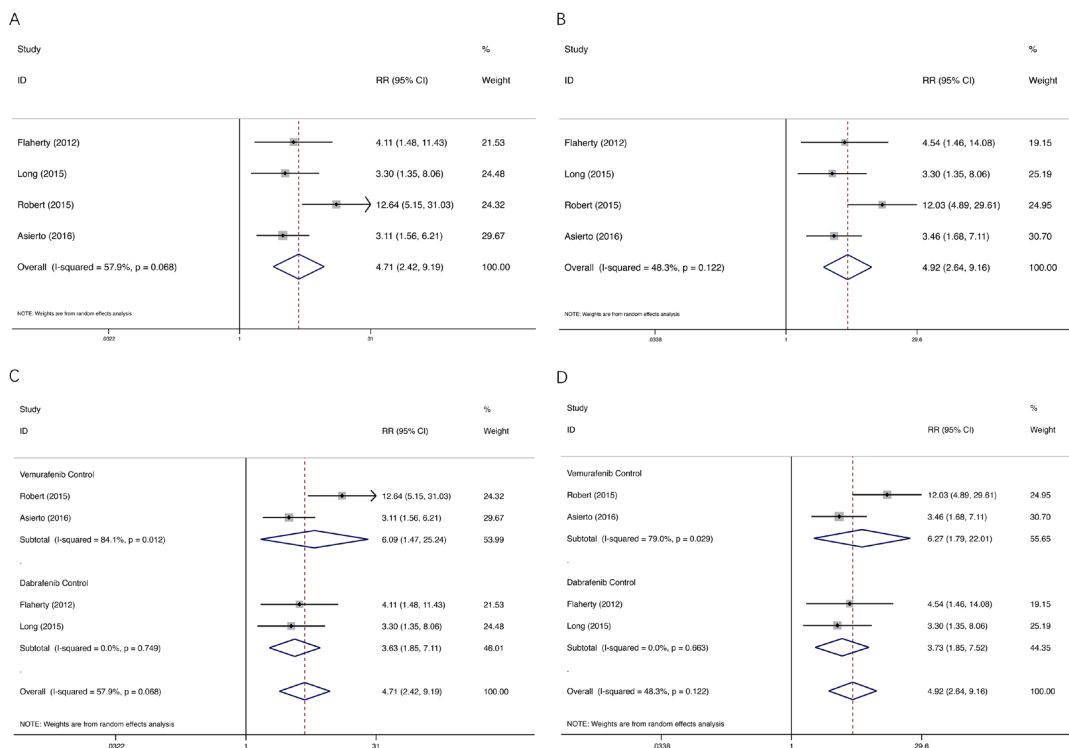 A
Study %
ID RR (95% CI) Weight
Flaherty (2012) 4.11 (1.48, 11.43) 21.53
Long (2015) 3.30 (1.35, 8.06) 24.48
Robert (2015) 12.64 (5.15, 31.03) 24.32
Asierto (2016) 3.11 (1.56, 6.21) 29.67
Overall (I-squared = 57.9%, p = 0.068) 4.71 (2.42, 9.19) 100.00
NOTE: Weights are from random effects analysis
.0322 1 31
B
Study %
ID RR (95% CI) Weight
Flaherty (2012) 4.54 (1.46, 14.08) 19.15
Long (2015) 3.30 (1.35, 8.06) 25.19
Robert (2015) 12.03 (4.89, 29.61) 24.95
Asierto (2016) 3.46 (1.68, 7.11) 30.70
Overall (I-squared = 48.3%, p = 0.122) 4.92 (2.64, 9.16) 100.00
NOTE: Weights are from random effects analysis
.0338 1 29.6
C
Study %
ID RR (95% CI) Weight
Vemurafenib Control
Robert (2015) 12.64 (5.15, 31.03) 24.32
Asierto (2016) 3.11 (1.56, 6.21) 29.67
Subtotal (I-squared = 84.1%, p = 0.012) 6.09 (1.47, 25.24) 53.99
.
Dabrafenib Control
Flaherty (2012) 4.11 (1.48, 11.43) 21.53
Long (2015) 3.30 (1.35, 8.06) 24.48
Subtotal (I-squared = 0.0%, p = 0.749) 3.63 (1.85, 7.11) 46.01
.
Overall (I-squared = 57.9%, p = 0.068) 4.71 (2.42, 9.19) 100.00
NOTE: Weights are from random effects analysis
.0322 1 31
D
Study %
ID RR (95% CI) Weight
Vemurafenib Control
Robert (2015) 12.03 (4.89, 29.61) 24.95
Asierto (2016) 3.46 (1.68, 7.11) 30.70
Subtotal (I-squared = 79.0%, p = 0.029) 6.27 (1.79, 22.01) 55.65
.
Dabrafenib Control
Flaherty (2012) 4.54 (1.46, 14.08) 19.15
Long (2015) 3.30 (1.35, 8.06) 25.19
Subtotal (I-squared = 0.0%, p = 0.663) 3.73 (1.85, 7.52) 44.35
.
Overall (I-squared = 48.3%, p = 0.122) 4.92 (2.64, 9.16) 100.00
NOTE: Weights are from random effects analysis
.0338 1 29.6